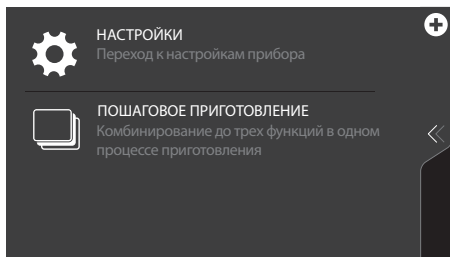 НАСТРОЙКИ
Переход к настройкам прибора
ПОШАГОВОЕ ПРИГОТОВЛЕНИЕ
Комбинирование до трех функций в одном
процессе приготовления